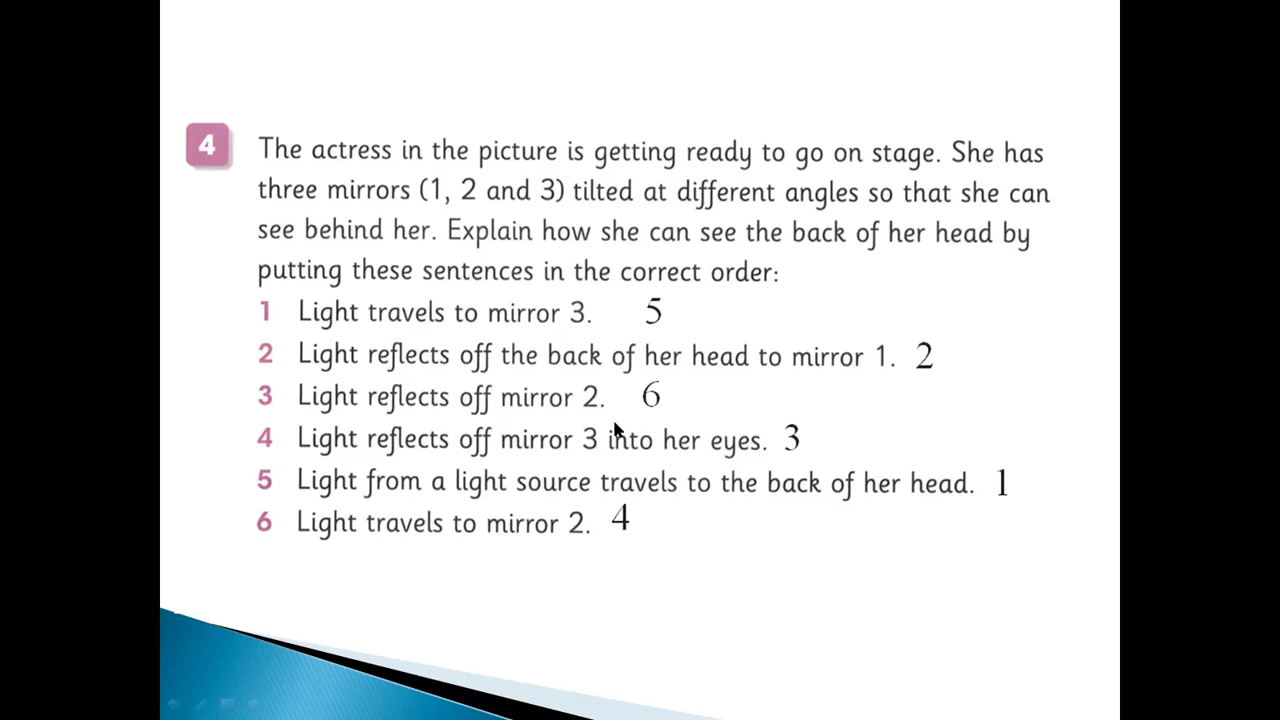 4
The actress in the picture is getting ready to go on stage. She has
three mirrors (1, 2 and 3) tilted at different angles so that she can
see behind her. Explain how she can see the back of her head by
putting these sentences in the correct order:
1 Light travels to mirror 3. 5
2 Light reflects off the back of her head to mirror 1. 2
3 Light reflects off mirror 2. 6
4 Light reflects off mirror 3 into her eyes. 3
5 Light from a light source travels to the back of her head. 1
6 Light travels to mirror 2. 4